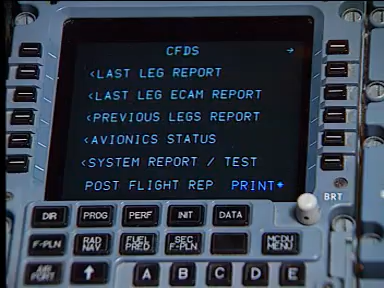 CFDS →
<LAST LEG REPORT
<LAST LEG ECAM REPORT
<PREVIOUS LEGS REPORT
<AVIONICS STATUS
<SYSTEM REPORT / TEST
POST FLIGHT REP PRINT*
BRT
DIR PROG PERF INIT DATA
F-PLN RAD NAV FUEL PRED SEC F-PLN MCDU MENU
AIR PORT ↑ A B C D E